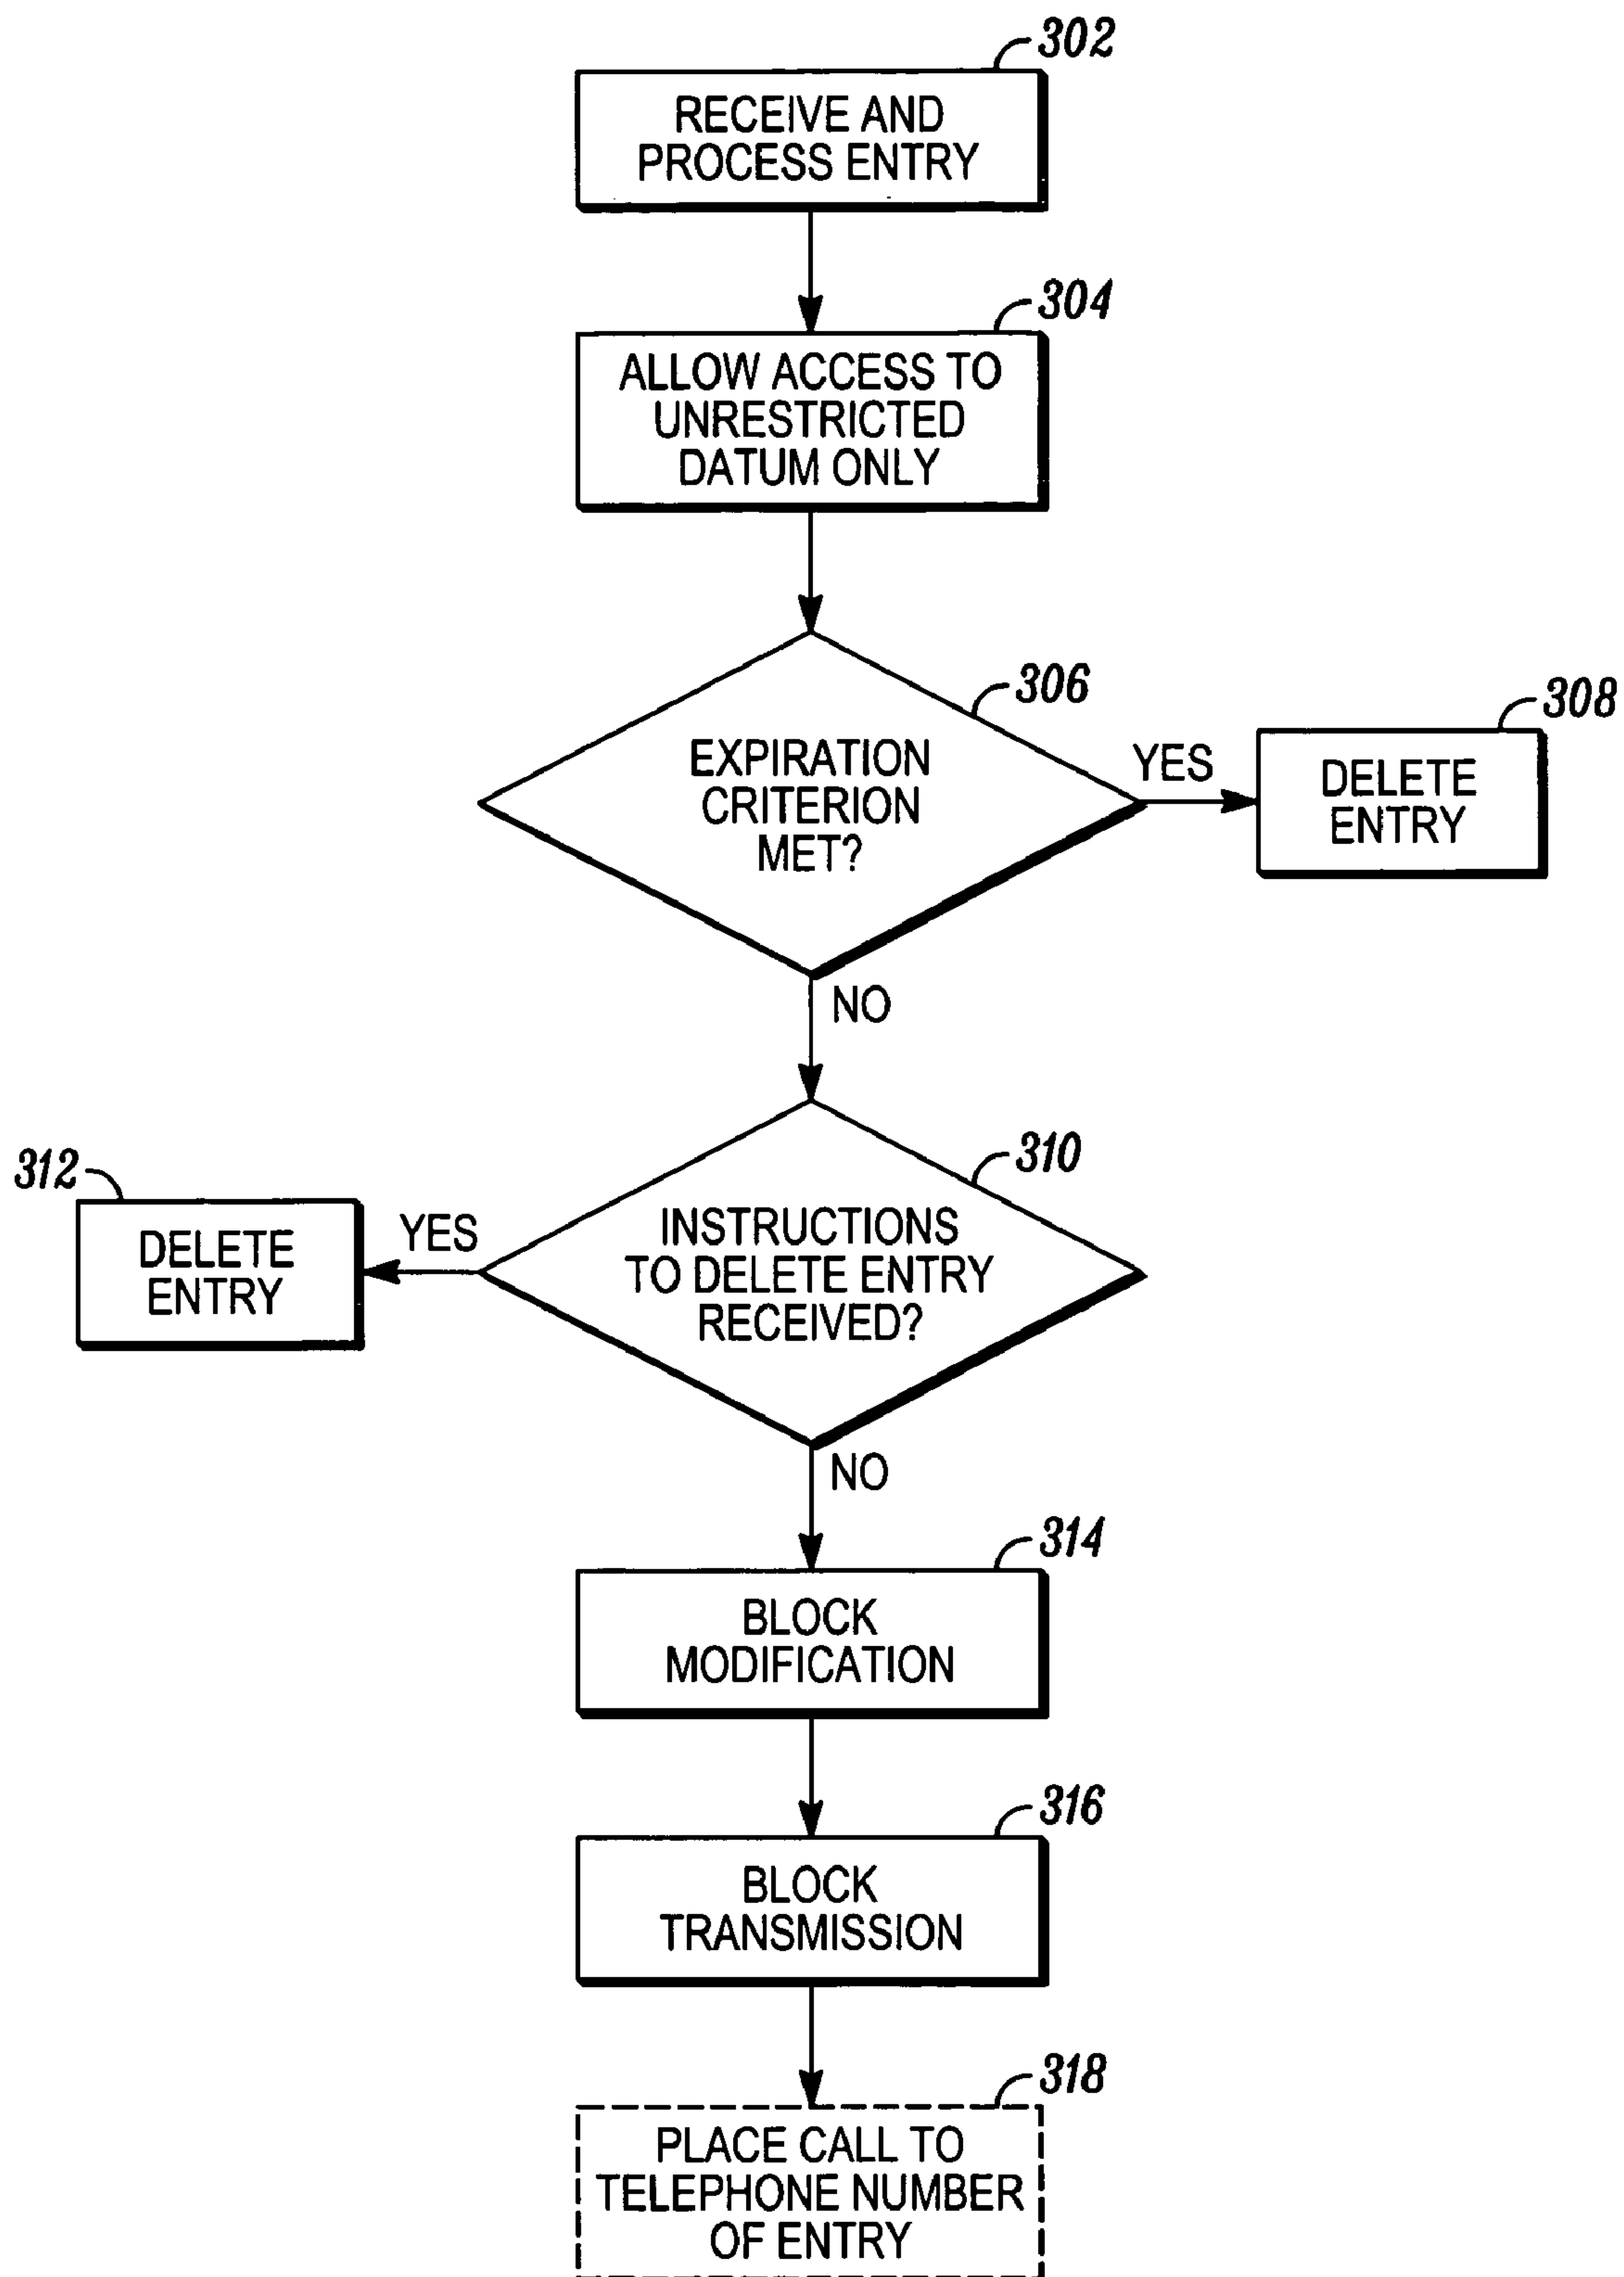 302
RECEIVE AND
PROCESS ENTRY
304
ALLOW ACCESS TO
UNRESTRICTED
DATUM ONLY
306
EXPIRATION
CRITERION
MET?
YES
308
DELETE
ENTRY
NO
310
INSTRUCTIONS
TO DELETE ENTRY
RECEIVED?
YES
312
DELETE
ENTRY
NO
314
BLOCK
MODIFICATION
316
BLOCK
TRANSMISSION
318
PLACE CALL TO
TELEPHONE NUMBER
OF ENTRY